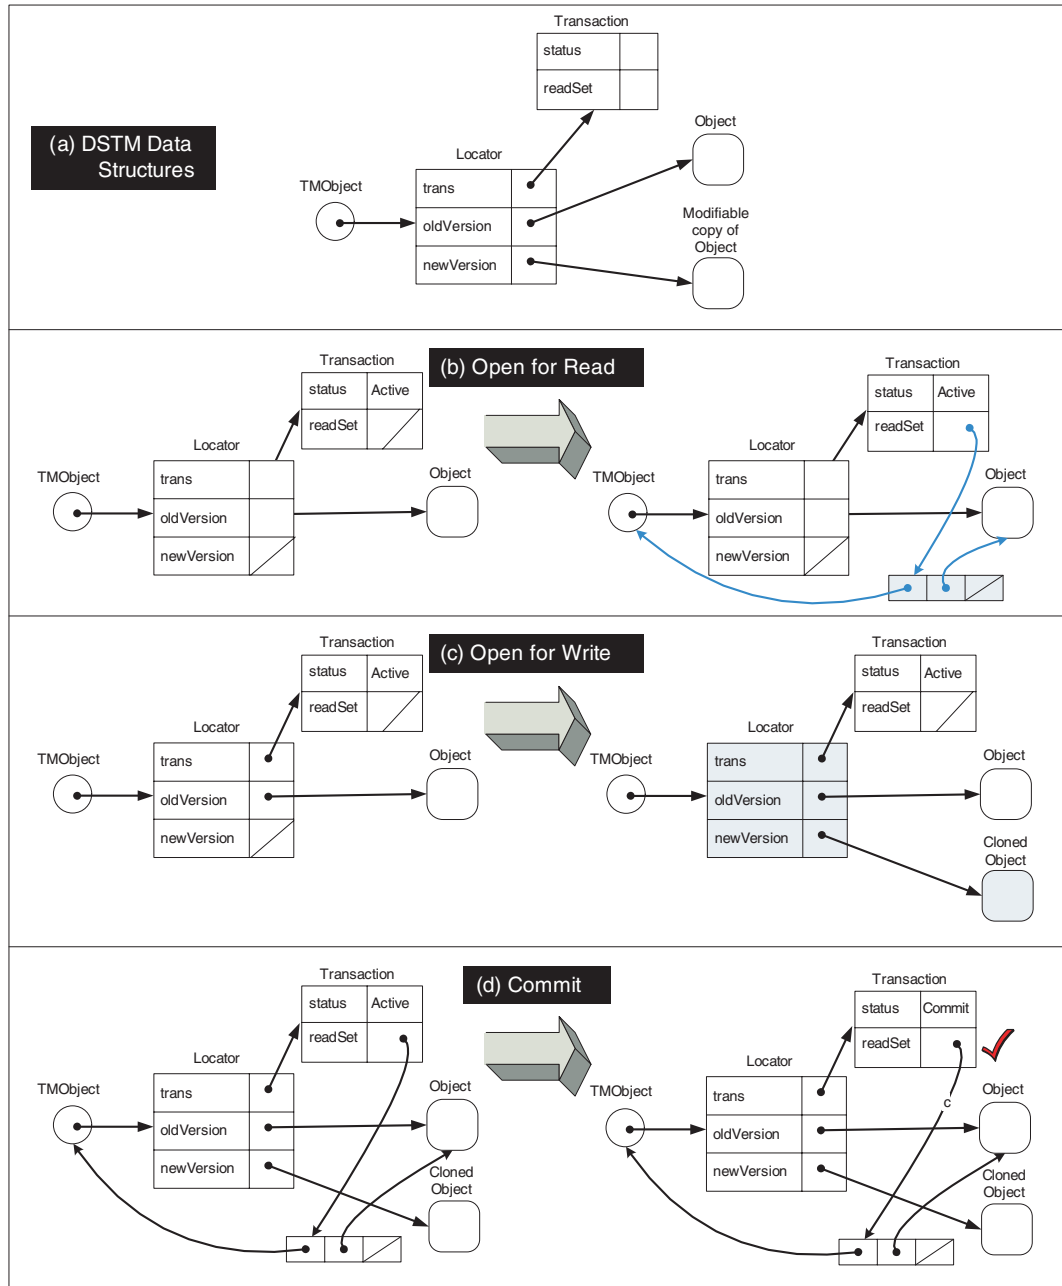 Transaction
status
readSet
(a) DSTM Data
Structures
Object
Locator
TMObject
trans
oldVersion
newVersion
Modifiable
copy of
Object
(b) Open for Read
Transaction
status Active
readSet
Locator
TMObject
trans
oldVersion
newVersion
Object
Transaction
status Active
readSet
Locator
TMObject
trans
oldVersion
newVersion
Object
(c) Open for Write
Transaction
status Active
readSet
Locator
TMObject
trans
oldVersion
newVersion
Object
Transaction
status Active
readSet
Locator
TMObject
trans
oldVersion
newVersion
Object
Cloned
Object
(d) Commit
Transaction
status Active
readSet
Locator
TMObject
trans
oldVersion
newVersion
Object
Cloned
Object
Transaction
status Commit
readSet
Locator
TMObject
trans
oldVersion
newVersion
c
Object
Cloned
Object